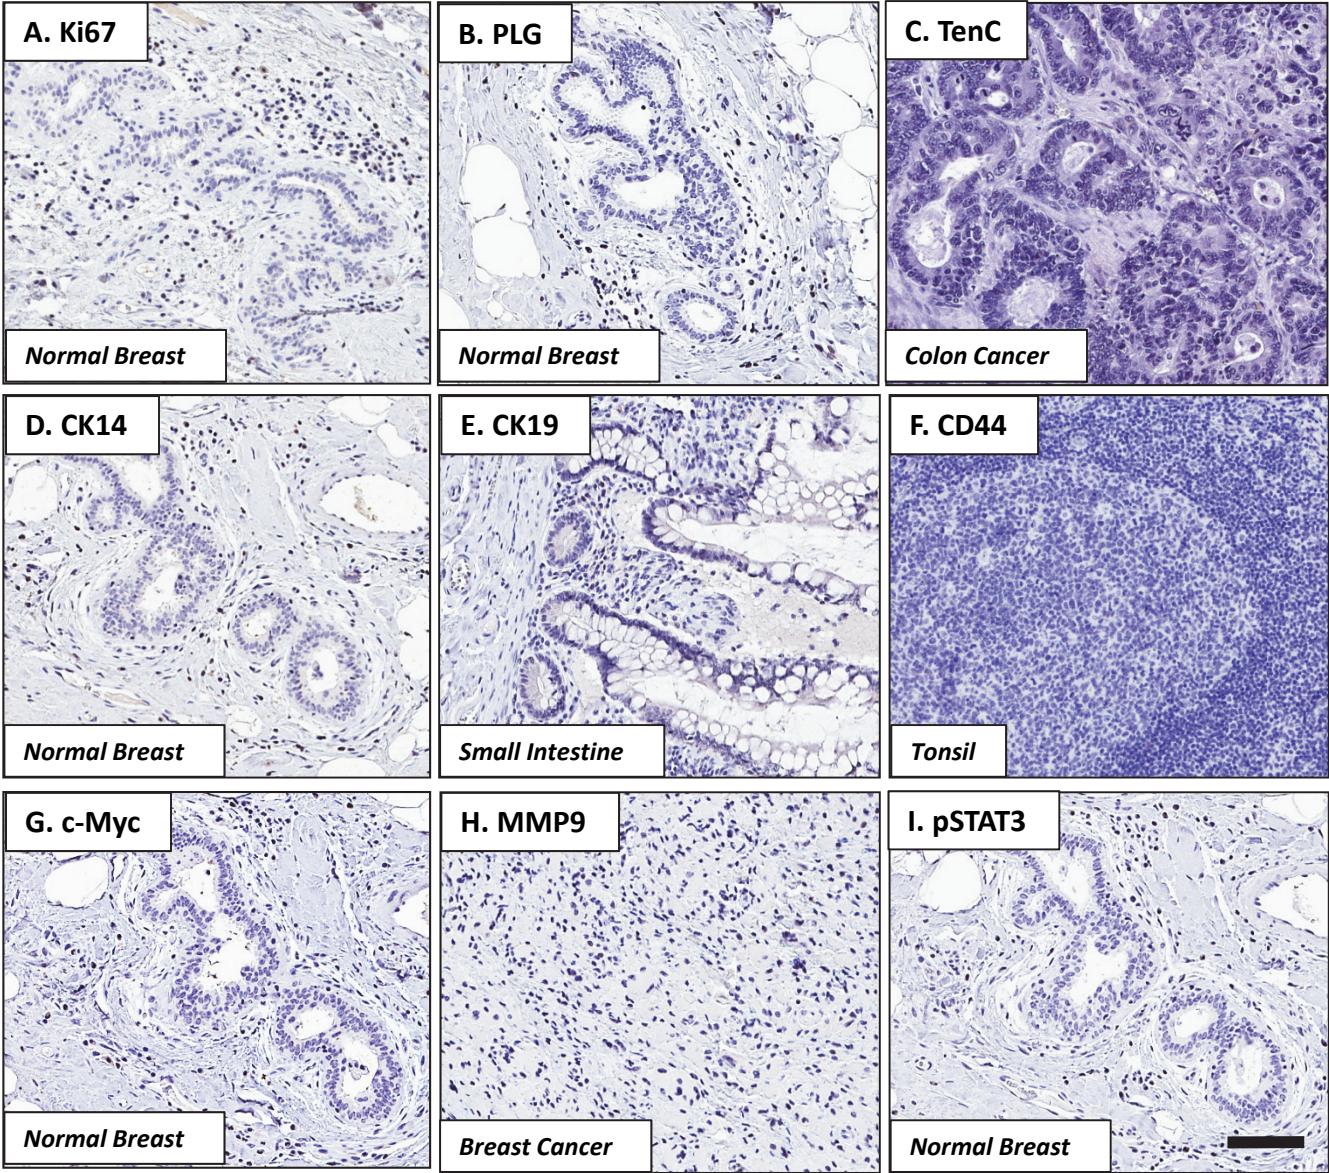 A. Ki67
Normal Breast
B. PLG
Normal Breast
C. TenC
Colon Cancer
D. CK14
Normal Breast
E. CK19
Small Intestine
F. CD44
Tonsil
G. c-Myc
Normal Breast
H. MMP9
Breast Cancer
I. pSTAT3
Normal Breast